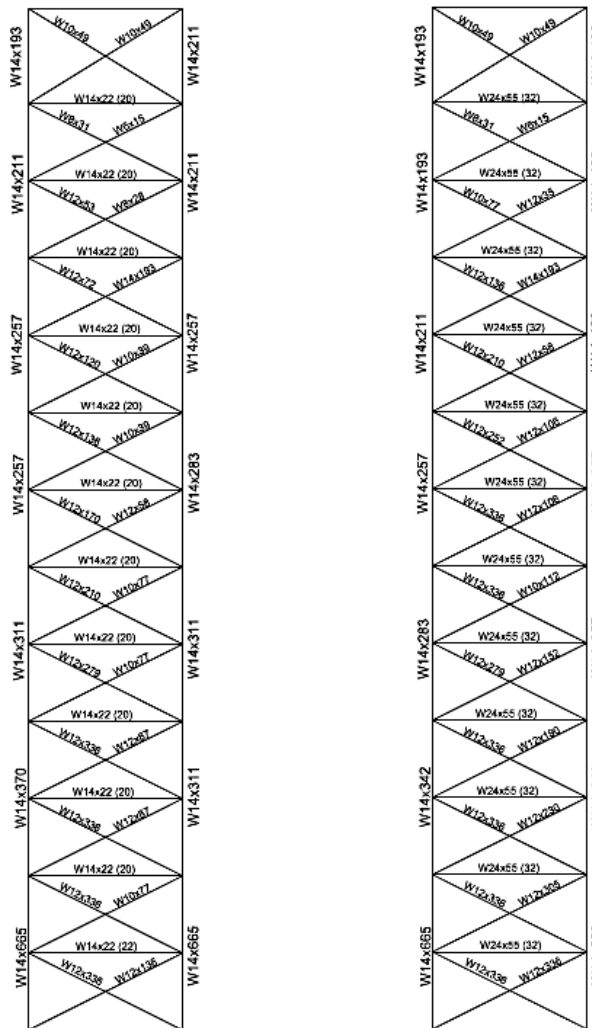 W10x49
W10x49
W14x193
W14x211
W14x22 (20)
W8x31
W6x15
W14x211
W14x22 (20)
W14x211
W12x53
W8x28
W14x22 (20)
W12x72
W14x193
W14x257
W14x22 (20)
W14x257
W12x120
W10x39
W14x22 (20)
W12x136
W10x39
W14x257
W14x22 (20)
W14x283
W12x170
W12x58
W14x22 (20)
W12x210
W10x77
W14x311
W14x22 (20)
W14x311
W12x279
W10x77
W14x22 (20)
W12x336
W12x87
W14x370
W14x22 (20)
W14x311
W12x336
W12x87
W14x22 (20)
W12x336
W10x77
W14x665
W14x22 (22)
W14x665
W12x336
W12x136
W10x49
W10x49
W14x193
W24x55 (32)
W8x31
W6x15
W14x193
W24x55 (32)
W10x77
W12x35
W24x55 (32)
W12x136
W14x193
W14x211
W24x55 (32)
W12x210
W12x58
W24x55 (32)
W12x252
W12x106
W14x257
W24x55 (32)
W12x336
W12x106
W24x55 (32)
W12x336
W10x112
W14x283
W24x55 (32)
W12x279
W12x152
W24x55 (32)
W12x336
W12x190
W14x342
W24x55 (32)
W12x336
W12x230
W24x55 (32)
W12x336
W12x305
W14x665
W24x55 (32)
W12x336
W12x336